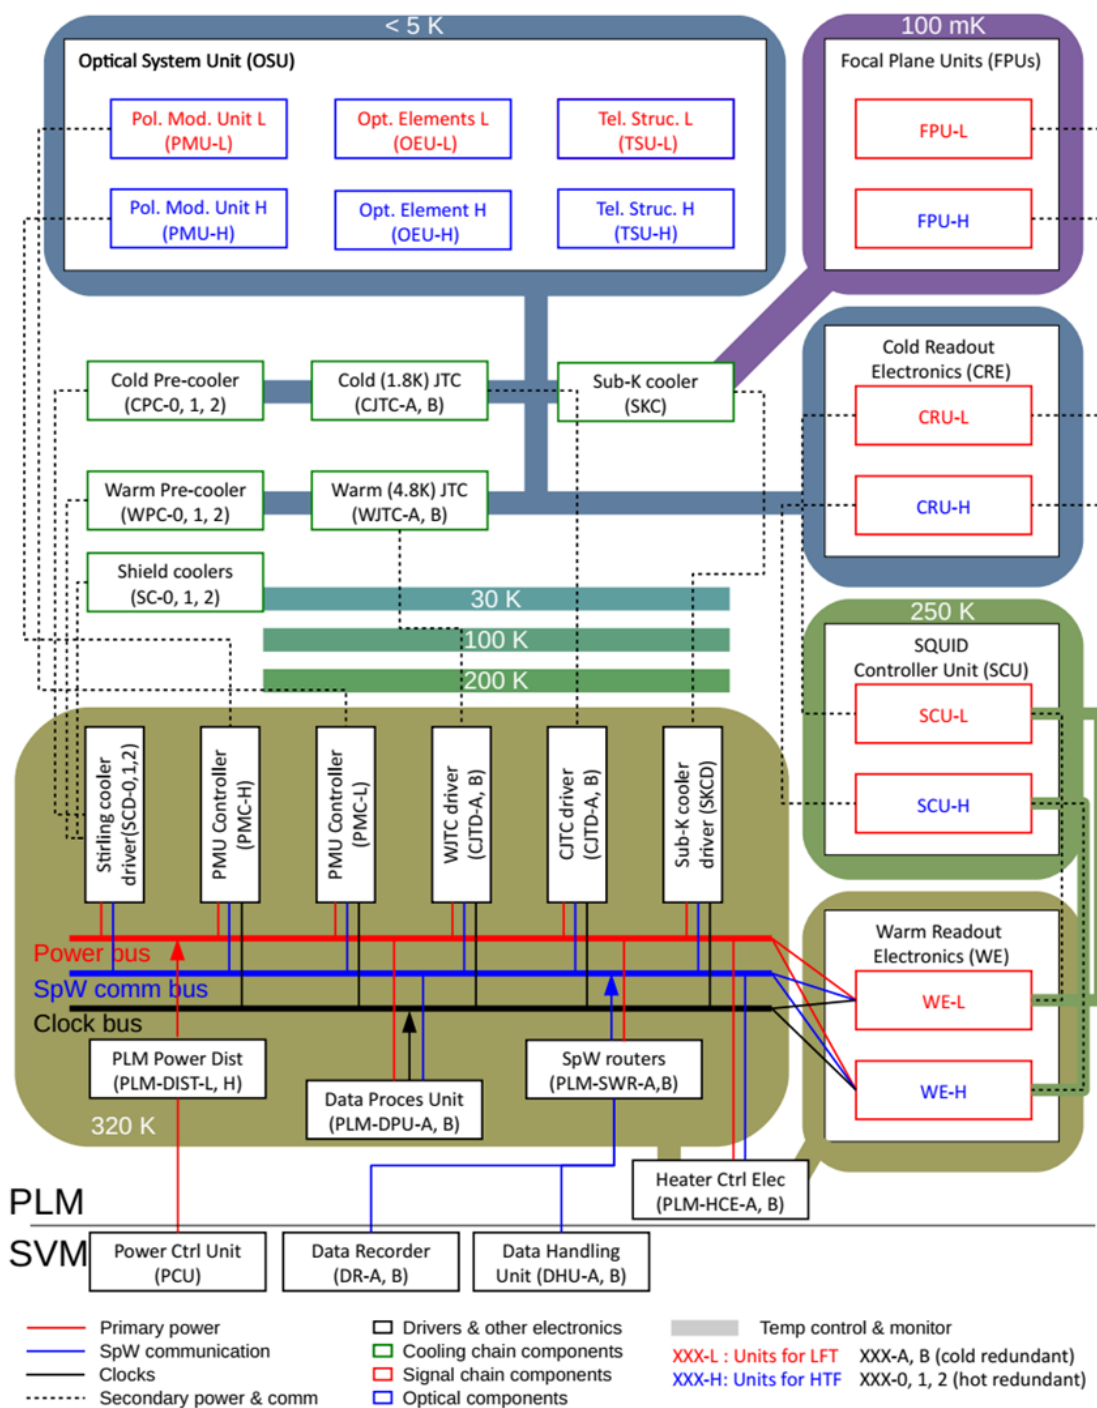 < 5 K
100 mK
Optical System Unit (OSU)
Focal Plane Units (FPUs)
Pol. Mod. Unit L
(PMU-L)
Opt. Elements L
(OEU-L)
Tel. Struc. L
(TSU-L)
FPU-L
Pol. Mod. Unit H
(PMU-H)
Opt. Element H
(OEU-H)
Tel. Struc. H
(TSU-H)
FPU-H
Cold Pre-cooler
(CPC-0, 1, 2)
Cold (1.8K) JTC
(CJTC-A, B)
Sub-K cooler
(SKC)
Cold Readout
Electronics (CRE)
CRU-L
CRU-H
Warm Pre-cooler
(WPC-0, 1, 2)
Warm (4.8K) JTC
(WJTC-A, B)
Shield coolers
(SC-0, 1, 2)
30 K
100 K
200 K
250 K
SQUID
Controller Unit (SCU)
SCU-L
SCU-H
Stirling cooler
driver(SCD-0,1,2)
PMU Controller
(PMC-H)
PMU Controller
(PMC-L)
WJTC driver
(CJTD-A, B)
CJTC driver
(CJTD-A, B)
Sub-K cooler
driver (SKCD)
Power bus
SpW comm bus
Clock bus
Warm Readout
Electronics (WE)
WE-L
WE-H
PLM Power Dist
(PLM-DIST-L, H)
Data Proces Unit
(PLM-DPU-A, B)
SpW routers
(PLM-SWR-A,B)
320 K
Heater Ctrl Elec
(PLM-HCE-A, B)
PLM
SVM
Power Ctrl Unit
(PCU)
Data Recorder
(DR-A, B)
Data Handling
Unit (DHU-A, B)
Primary power
SpW communication
Clocks
Secondary power & comm
Drivers & other electronics
Cooling chain components
Signal chain components
Optical components
Temp control & monitor
XXX-L : Units for LFT
XXX-H: Units for HTF
XXX-A, B (cold redundant)
XXX-0, 1, 2 (hot redundant)